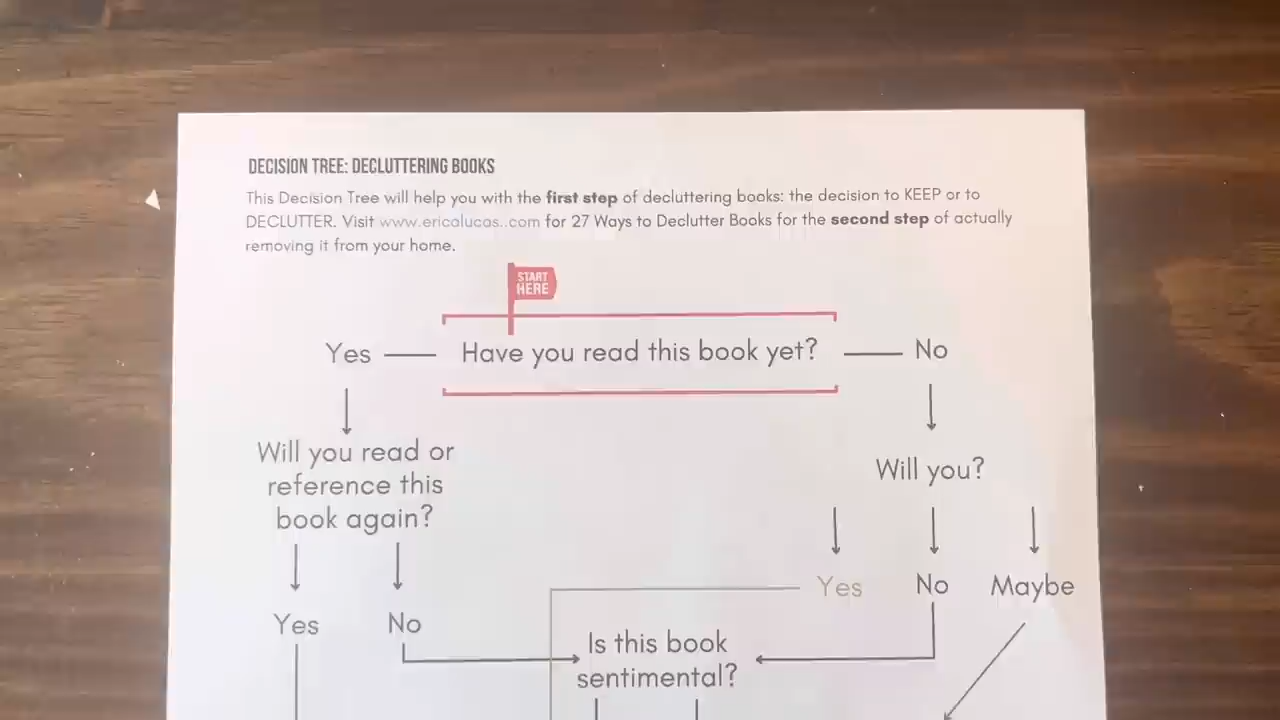 DECISION TREE: DECLUTTERING BOOKS
This Decision Tree will help you with the first step of decluttering books: the decision to KEEP or to
DECLUTTER. Visit www.ericalucas..com for 27 Ways to Declutter Books for the second step of actually
removing it from your home.
START
HERE
Yes
Have you read this book yet?
No
Will you read or
reference this
book again?
Will you?
Yes
No
Maybe
Yes
No
Is this book
sentimental?